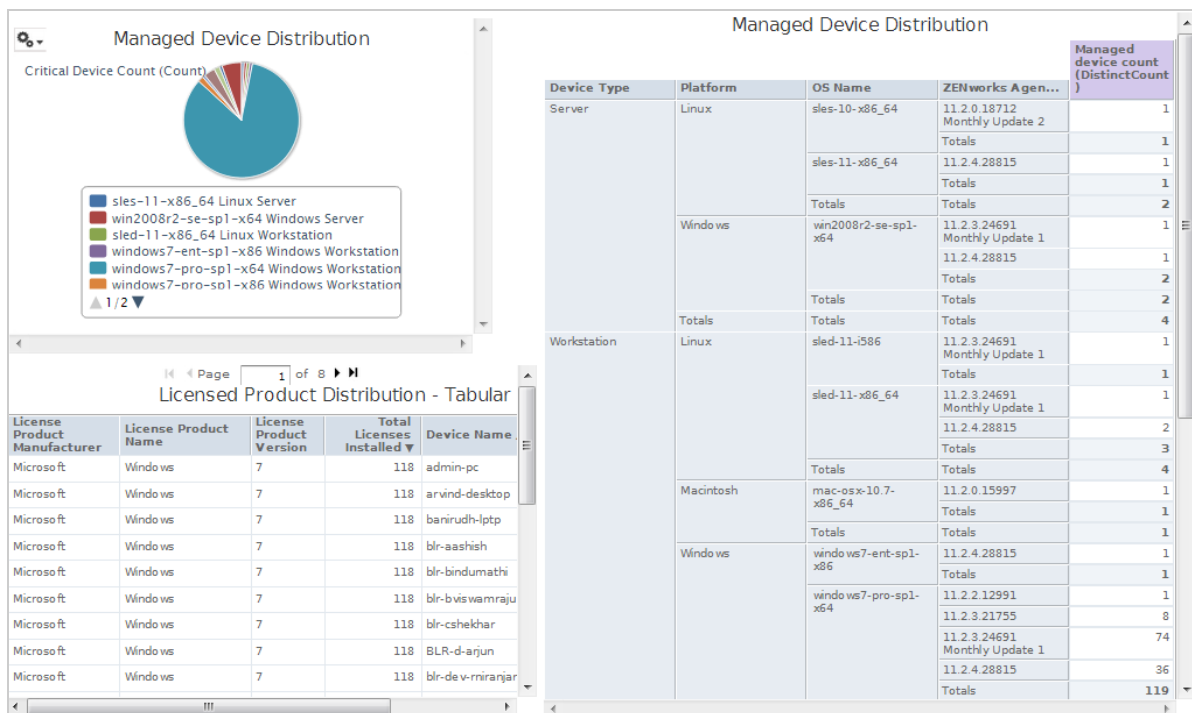 Managed Device Distribution
Critical Device Count (Count)
sles-11-x86_64 Linux Server
win2008r2-se-sp1-x64 Windows Server
sled-11-x86_64 Linux Workstation
windows7-ent-sp1-x86 Windows Workstation
windows7-pro-sp1-x64 Windows Workstation
windows7-pro-sp1-x86 Windows Workstation
1/2
Page 1 of 8
Licensed Product Distribution - Tabular
License Product Manufacturer License Product Name License Product Version Total Licenses Installed ▼ Device Name
Microsoft Windows 7 118 admin-pc
Microsoft Windows 7 118 arvind-desktop
Microsoft Windows 7 118 banirudh-lptp
Microsoft Windows 7 118 blr-aashish
Microsoft Windows 7 118 blr-bindumathi
Microsoft Windows 7 118 blr-bviswamraju
Microsoft Windows 7 118 blr-cshekhar
Microsoft Windows 7 118 BLR-d-arjun
Microsoft Windows 7 118 blr-dev-rniranjan
Managed Device Distribution
Device Type Platform OS Name ZENworks Agen... Managed device count (DistinctCount)
Server Linux sles-10-x86_64 11.2.0.18712 Monthly Update 2 1
Totals 1
sles-11-x86_64 11.2.4.28815 1
Totals 1
Totals Totals 2
Windows win2008r2-se-sp1-x64 11.2.3.24691 Monthly Update 1 1
11.2.4.28815 1
Totals 2
Totals Totals 2
Totals Totals Totals 4
Workstation Linux sled-11-i586 11.2.3.24691 Monthly Update 1 1
Totals 1
sled-11-x86_64 11.2.3.24691 Monthly Update 1 1
11.2.4.28815 2
Totals 3
Totals Totals 4
Macintosh mac-osx-10.7-x86_64 11.2.0.15997 1
Totals 1
Totals Totals 1
Windows windows7-ent-sp1-x86 11.2.4.28815 1
Totals 1
windows7-pro-sp1-x64 11.2.2.12991 1
11.2.3.21755 8
11.2.3.24691 Monthly Update 1 74
11.2.4.28815 36
Totals 119